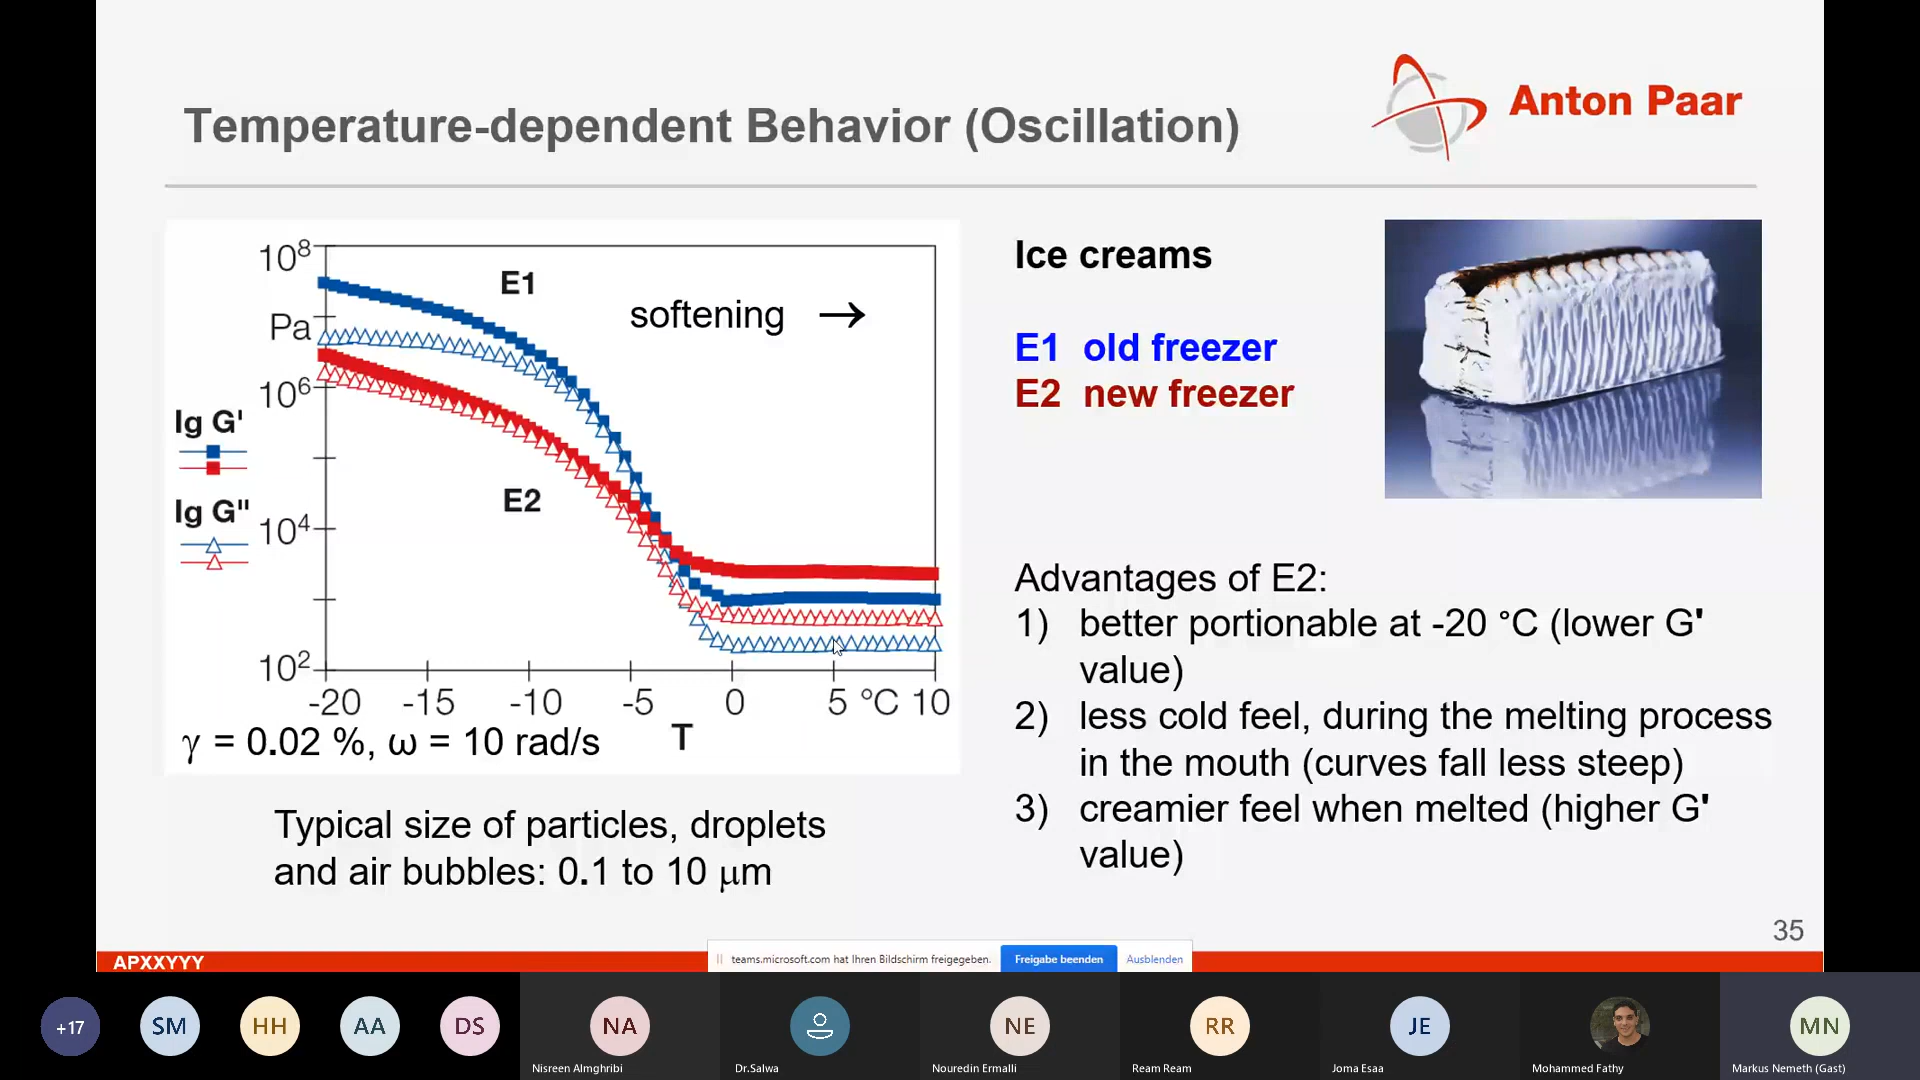 Temperature-dependent Behavior (Oscillation)
Anton Paar
10⁸
Pa
10⁶
10⁴
10²
lg G'
lg G"
E1
E2
softening →
-20 -15 -10 -5 0 5 °C 10
T
γ = 0.02 %, ω = 10 rad/s
Typical size of particles, droplets
and air bubbles: 0.1 to 10 µm
Ice creams
E1 old freezer
E2 new freezer
Advantages of E2:
1) better portionable at -20 °C (lower G'
value)
2) less cold feel, during the melting process
in the mouth (curves fall less steep)
3) creamier feel when melted (higher G'
value)
35
APXXYYY
teams.microsoft.com hat Ihren Bildschirm freigegeben. Freigabe beenden Ausblenden
+17 SM HH AA DS NA NE RR JE MN
Nisreen Almghribi Dr.Salwa Nouredin Ermalli Ream Ream Joma Esaa Mohammed Fathy Markus Nemeth (Gast)